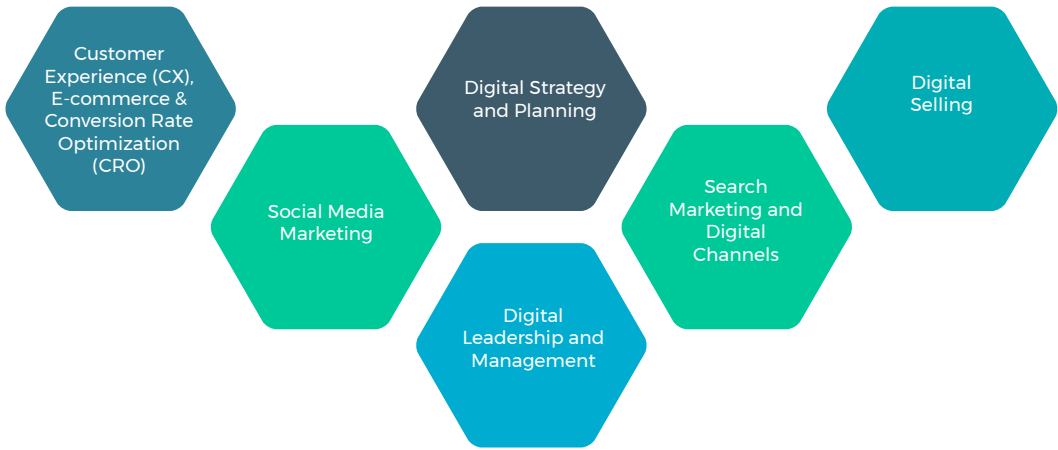 Customer
Experience (CX),
E-commerce &
Conversion Rate
Optimization
(CRO)
Digital Strategy
and Planning
Digital
Selling
Social Media
Marketing
Search
Marketing and
Digital
Channels
Digital
Leadership and
Management